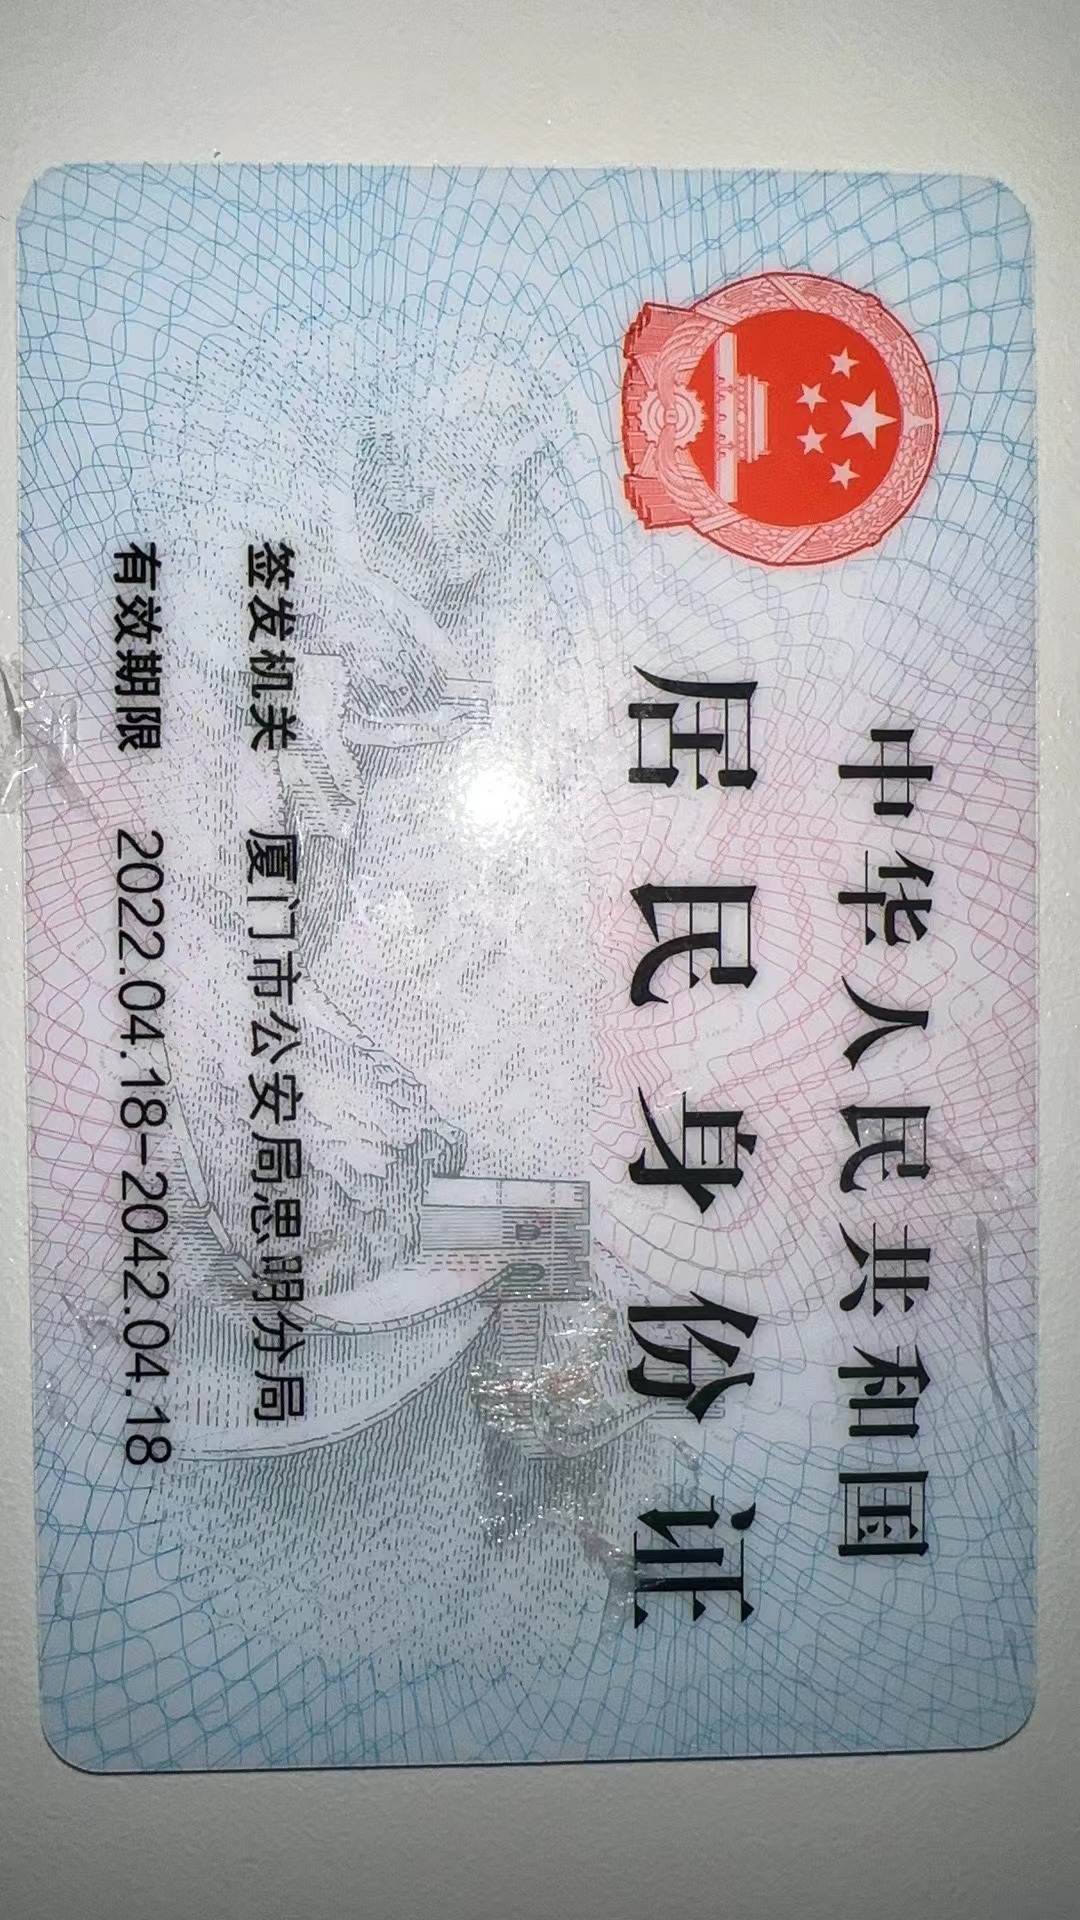 中华人民共和国
居民身份证
签发机关 厦门市公安局思明分局
有效期限 2022.04.18-2042.04.18